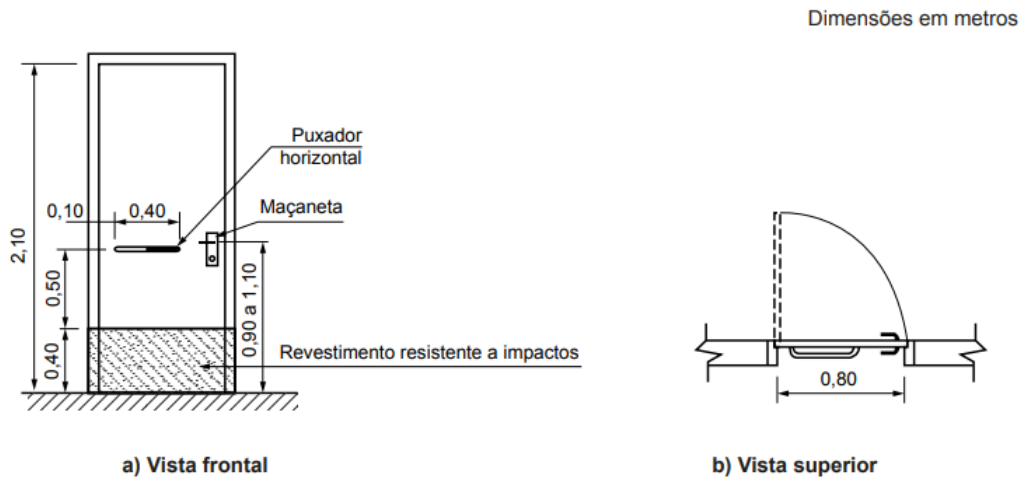 Dimensões em metros
Puxador
horizontal
0,10
0,40
Maçaneta
2,10
0,50
0,90 a 1,10
0,40
Revestimento resistente a impactos
0,80
a) Vista frontal
b) Vista superior